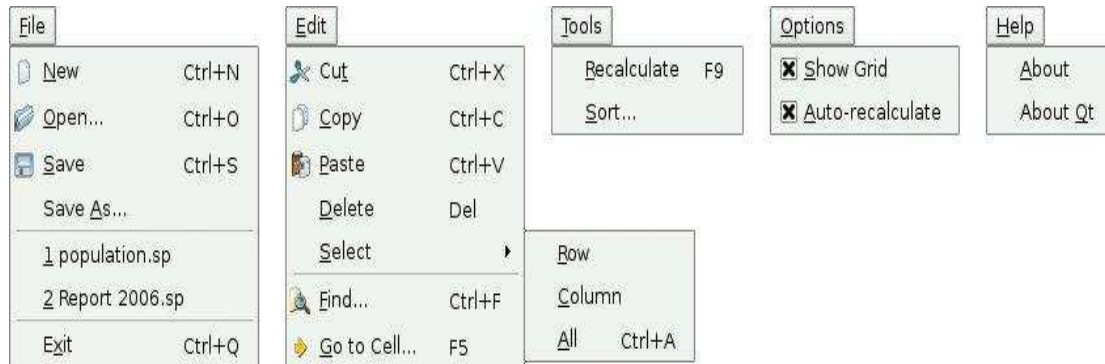 File
New Ctrl+N
Open... Ctrl+O
Save Ctrl+S
Save As...
1 population.sp
2 Report 2006.sp
Exit Ctrl+Q
Edit
Cut Ctrl+X
Copy Ctrl+C
Paste Ctrl+V
Delete Del
Select
Find... Ctrl+F
Go to Cell... F5
Row
Column
All Ctrl+A
Tools
Recalculate F9
Sort...
Options
Show Grid
Auto-recalculate
Help
About
About Qt